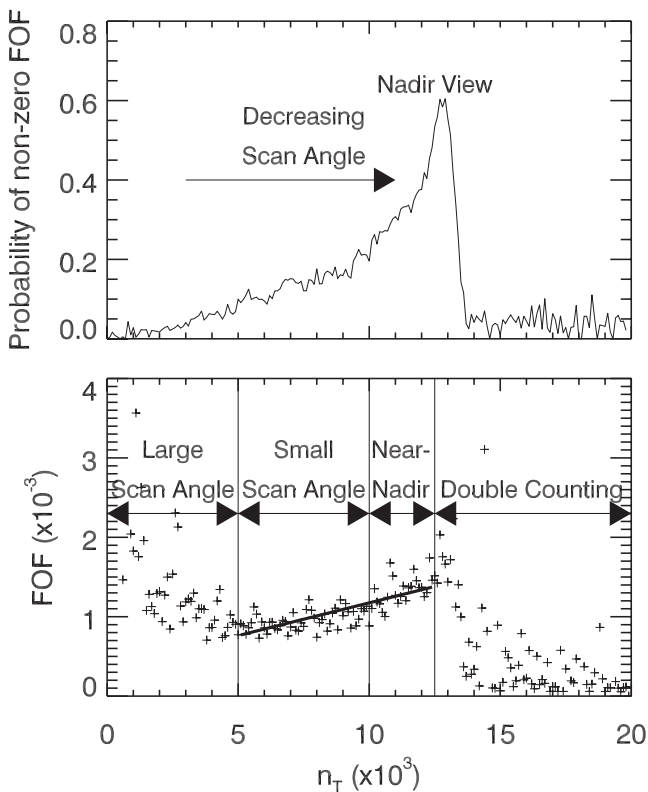 Probability of non-zero FOF
0.8
0.6
0.4
0.2
0.0
Nadir View
Decreasing
Scan Angle
FOF (x10⁻³)
4
3
2
1
0
Large
Scan Angle
Small
Scan Angle
Near-
Nadir
Double Counting
0 5 10 15 20
n_T (x10³)